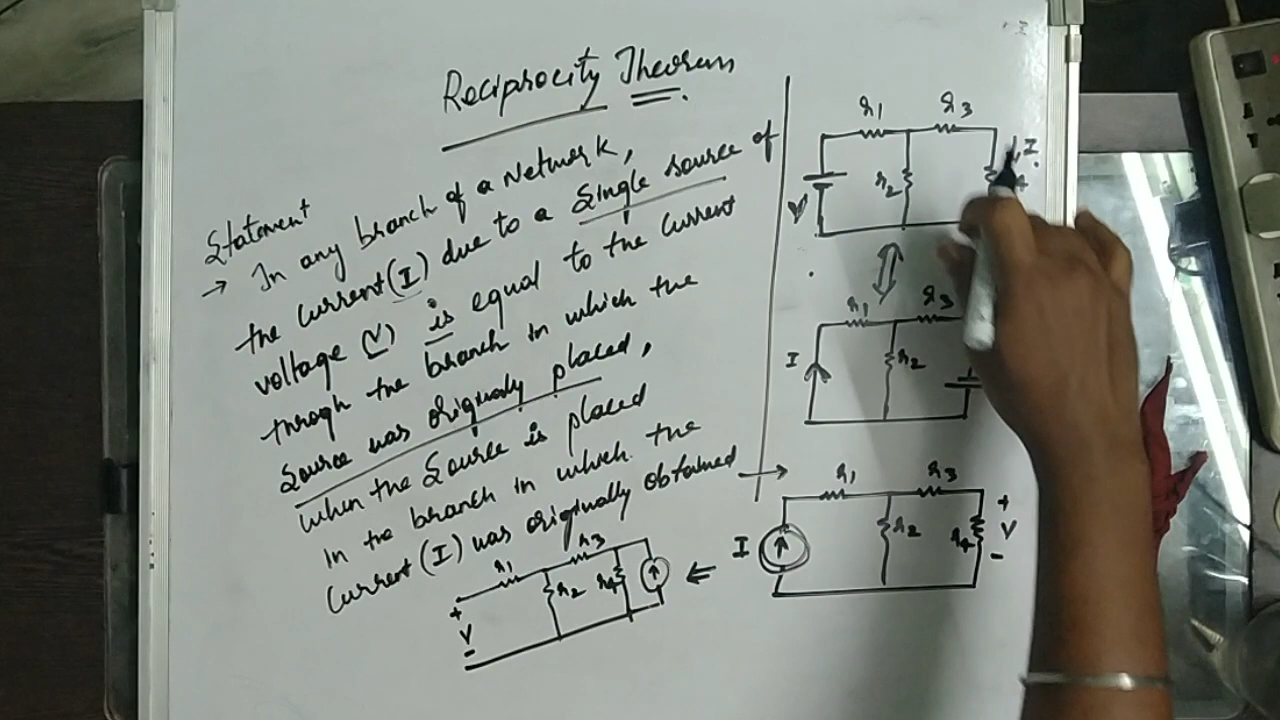 Reciprocity Theorem
Statement
→ In any branch of a Network,
the current (I) due to a Single source of
voltage (V) is equal to the current
through the branch in which the
Source was originally placed,
when the Source is placed
in the branch in which the
current (I) was originally obtained
r1 r3
r2
V
I
r1 r3
r2
I
r1 r3
r2
r4
I
+
V
-
r1 r3
r2 r4
+
V
-